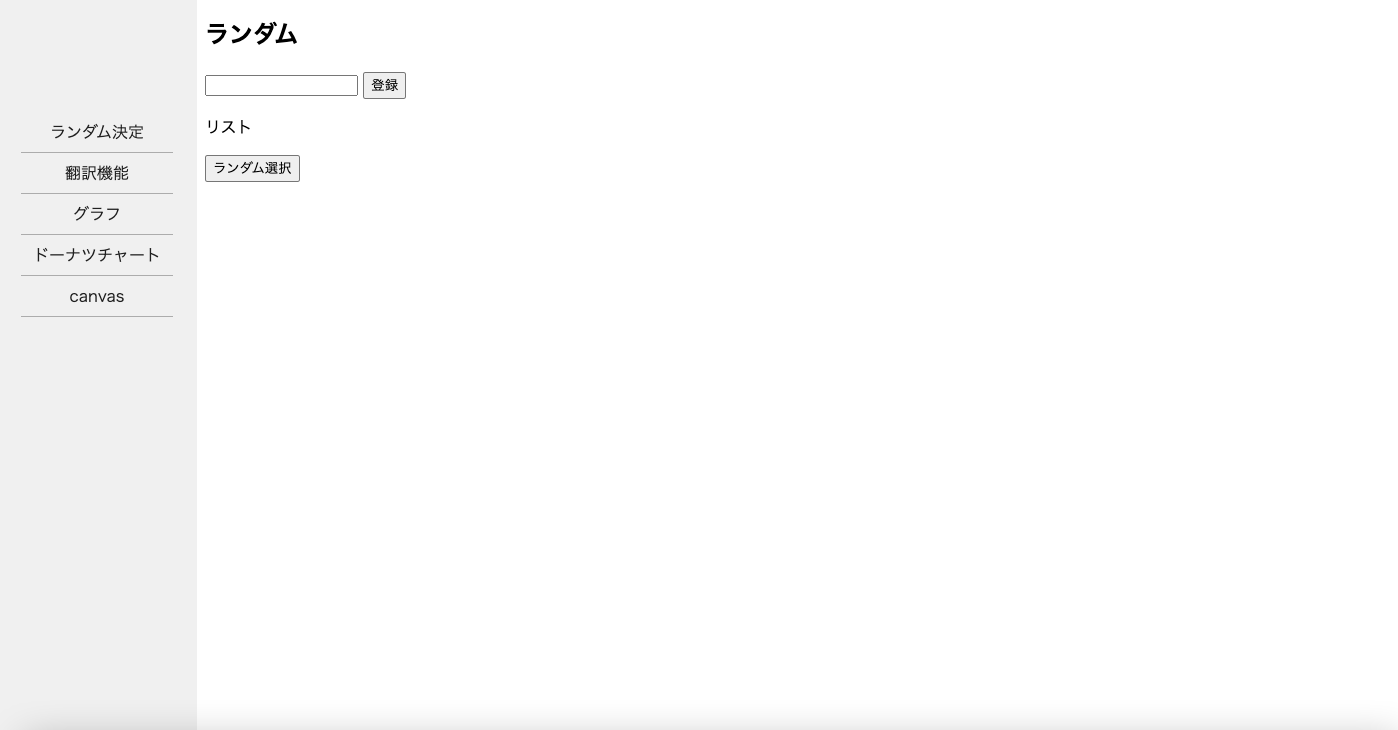 ランダム決定
翻訳機能
グラフ
ドーナツチャート
canvas
ランダム
登録
リスト
ランダム選択